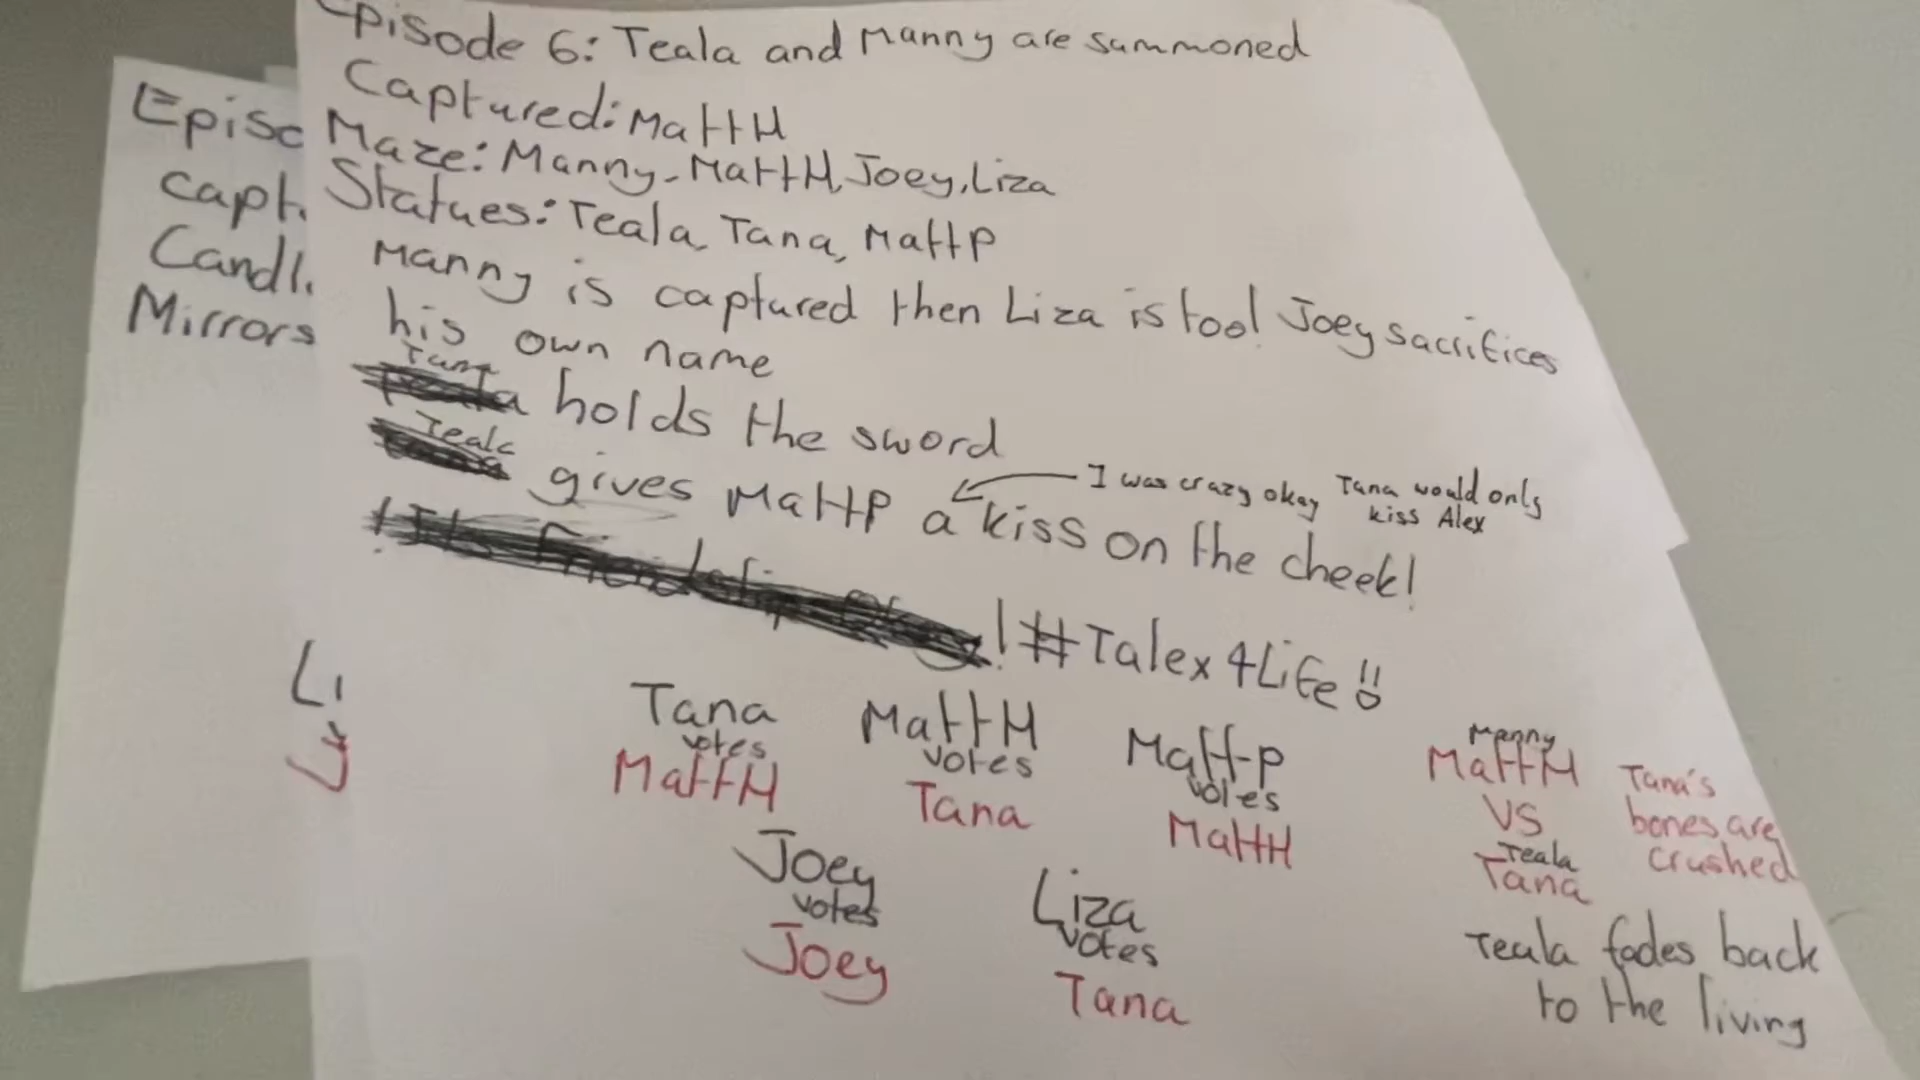 Episode 6: Teala and Manny are summoned
Captured: MattH
Maze: Manny, MattH, Joey, Liza
Statues: Teala, Tana, MattP
Manny is captured then Liza is too! Joey sacrifices
his own name
Tana
holds the sword
Teala
gives MattP a kiss on the cheek!
I was crazy okay Tana would only
kiss Alex
! #Talex4Life!!
Tana votes MattH
MattH votes Tana
Matt-P votes MattH
Joey votes Joey
Liza votes Tana
Manny
MattH
VS
Teala
Tana
Tana's
bones are
crushed
Teala fades back
to the living
Episo
capt.
Candl.
Mirrors
Li